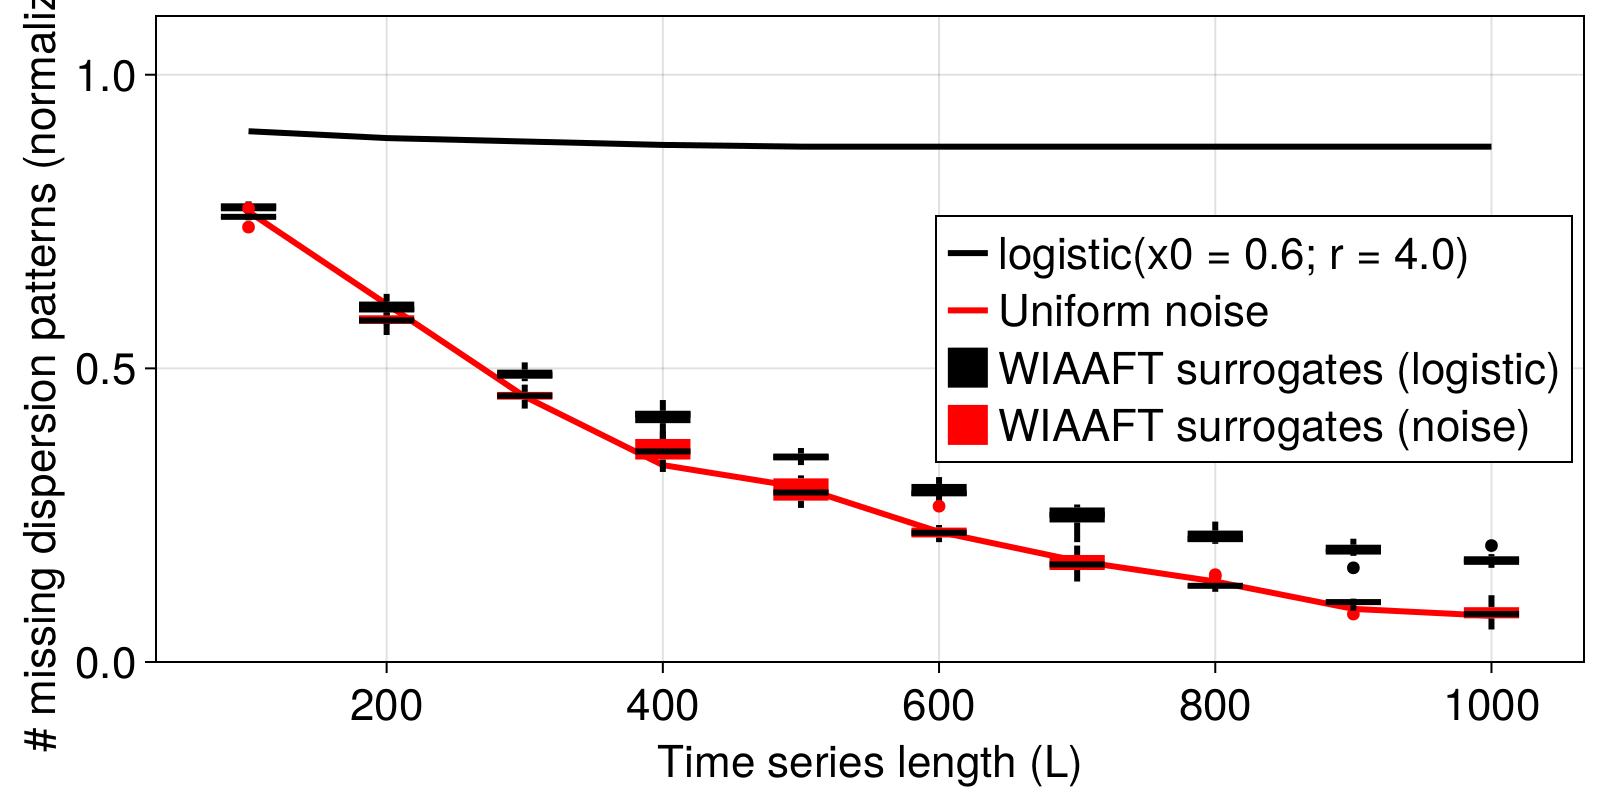 # missing dispersion patterns (normaliz
1.0
0.5
0.0
200
400
600
800
1000
Time series length (L)
logistic(x0 = 0.6; r = 4.0)
Uniform noise
WIAAFT surrogates (logistic)
WIAAFT surrogates (noise)